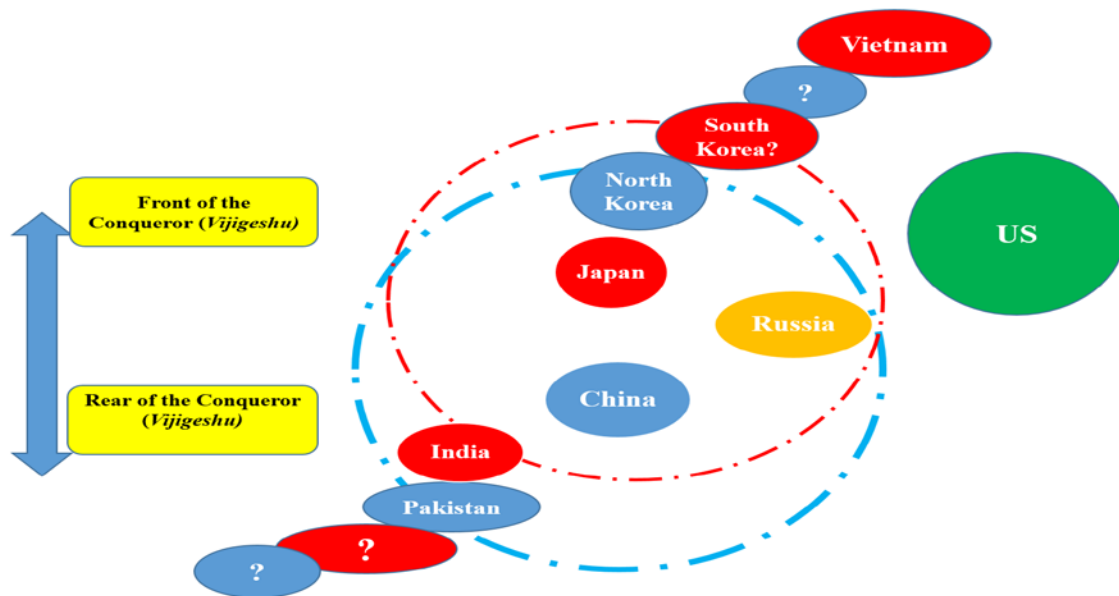 Vietnam
?
South
Korea?
North
Korea
US
Front of the
Conqueror (Vijigeshu)
Japan
Russia
China
Rear of the Conqueror
(Vijigeshu)
India
Pakistan
?
?